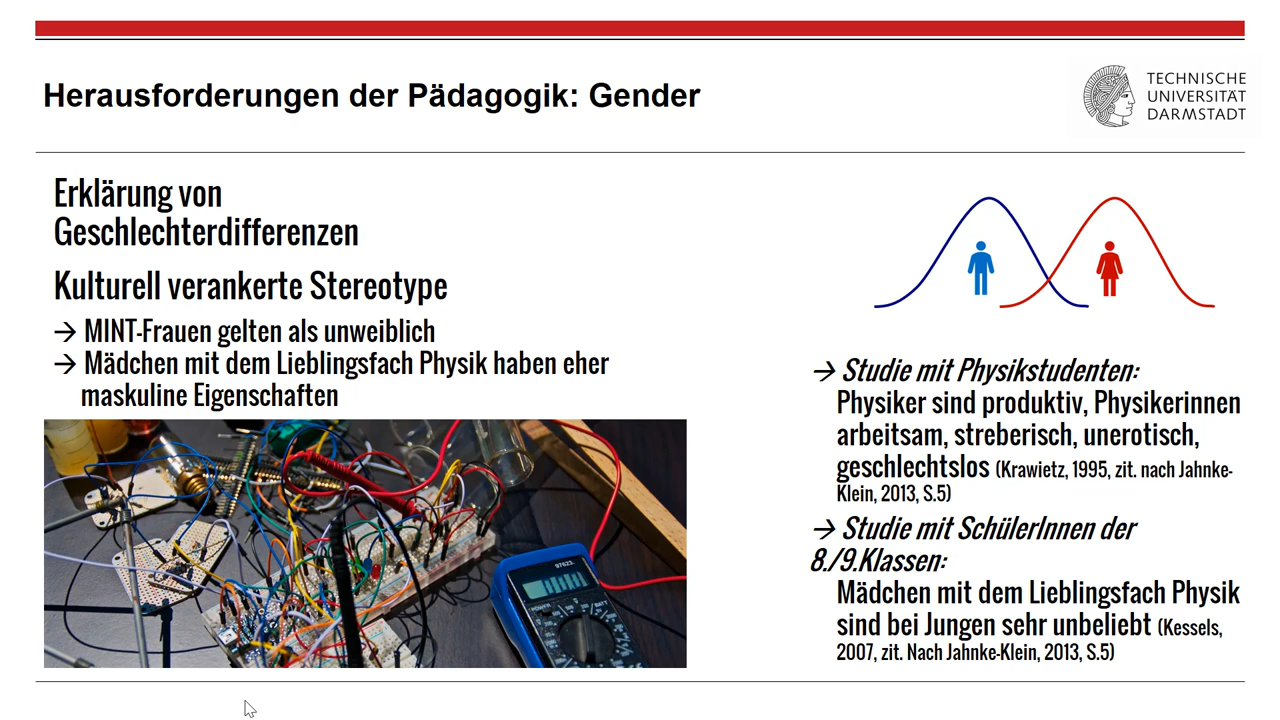 Herausforderungen der Pädagogik: Gender
TECHNISCHE
UNIVERSITÄT
DARMSTADT
Erklärung von
Geschlechterdifferenzen
Kulturell verankerte Stereotype
→ MINT-Frauen gelten als unweiblich
→ Mädchen mit dem Lieblingsfach Physik haben eher
maskuline Eigenschaften
→ Studie mit Physikstudenten:
Physiker sind produktiv, Physikerinnen
arbeitsam, streberisch, unerotisch,
geschlechtslos (Krawietz, 1995, zit. nach Jahnke-
Klein, 2013, S.5)
→ Studie mit SchülerInnen der
8./9.Klassen:
Mädchen mit dem Lieblingsfach Physik
sind bei Jungen sehr unbeliebt (Kessels,
2007, zit. Nach Jahnke-Klein, 2013, S.5)
97623.
POWER